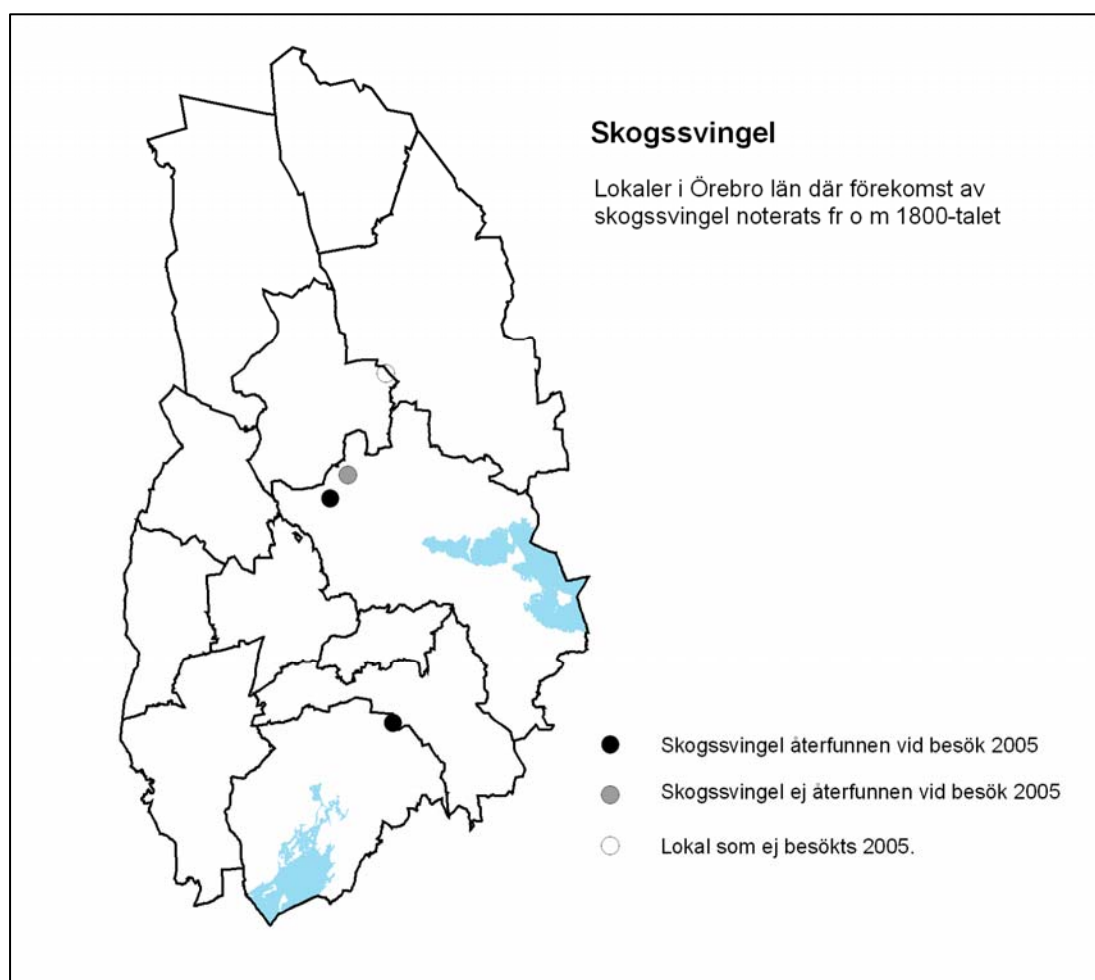 Skogssvingel
Lokaler i Örebro län där förekomst av
skogssvingel noterats fr o m 1800-talet
Skogssvingel återfunnen vid besök 2005
Skogssvingel ej återfunnen vid besök 2005
Lokal som ej besökts 2005.